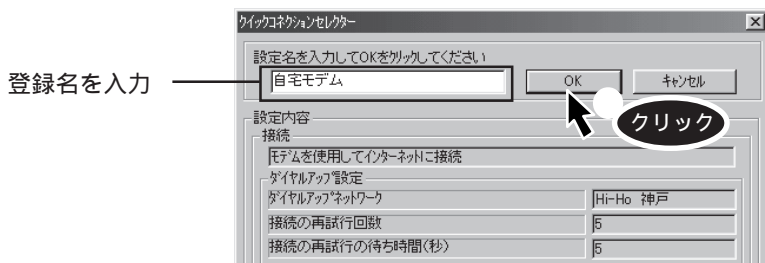 クイックコネクションセレクター
設定名を入力してOKをクリックしてください
登録名を入力
自宅モデム
OK
キャンセル
クリック
設定内容
接続
モデムを使用してインターネットに接続
ダイヤルアップ設定
ダイヤルアップネットワーク
Hi-Ho 神戸
接続の再試行回数
5
接続の再試行の待ち時間(秒)
5